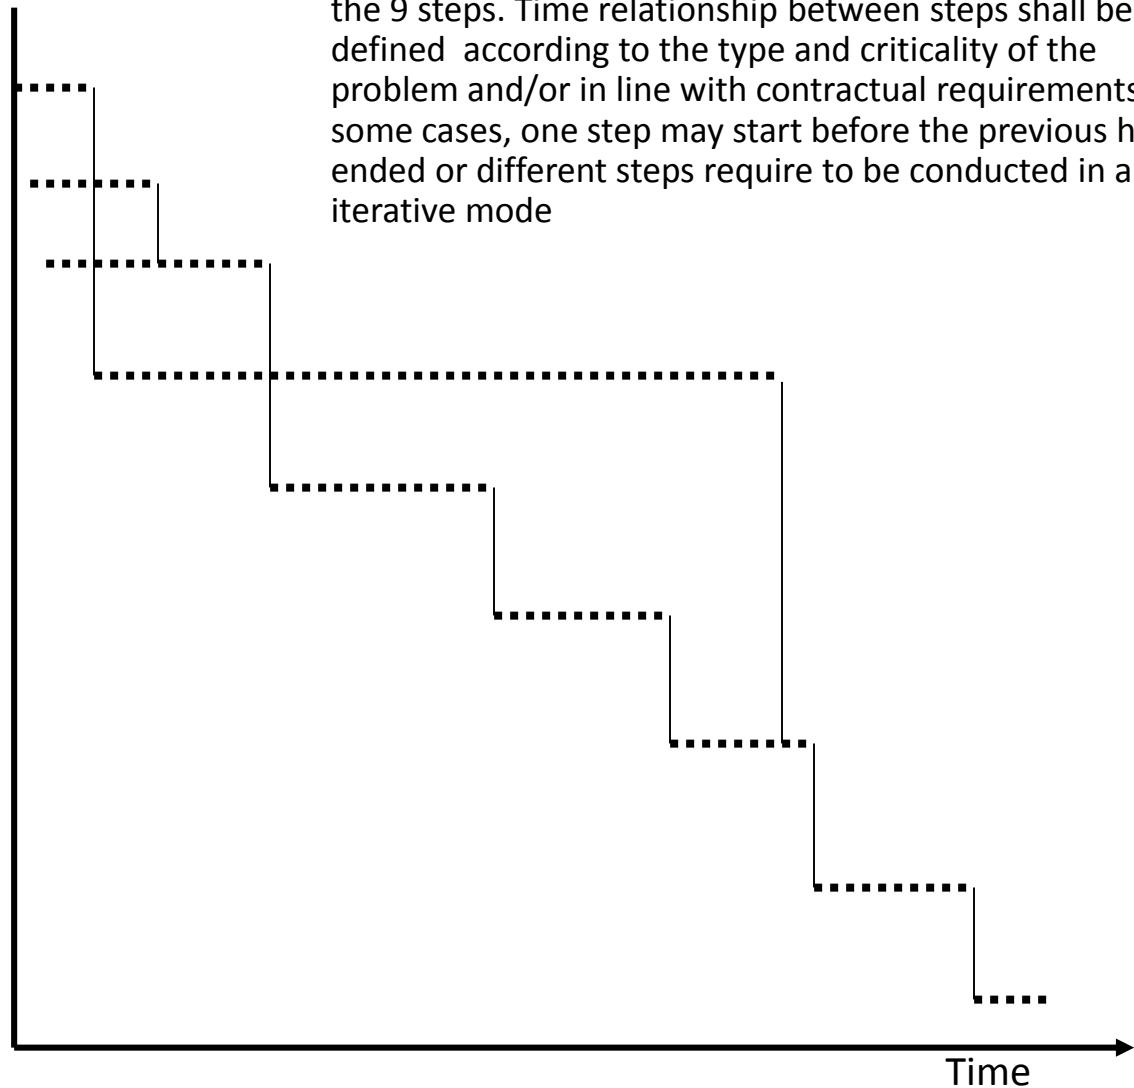 the 9 steps. Time relationship between steps shall be
defined  according to the type and criticality of the
problem and/or in line with contractual requirements
some cases, one step may start before the previous h
ended or different steps require to be conducted in a
iterative mode
Time